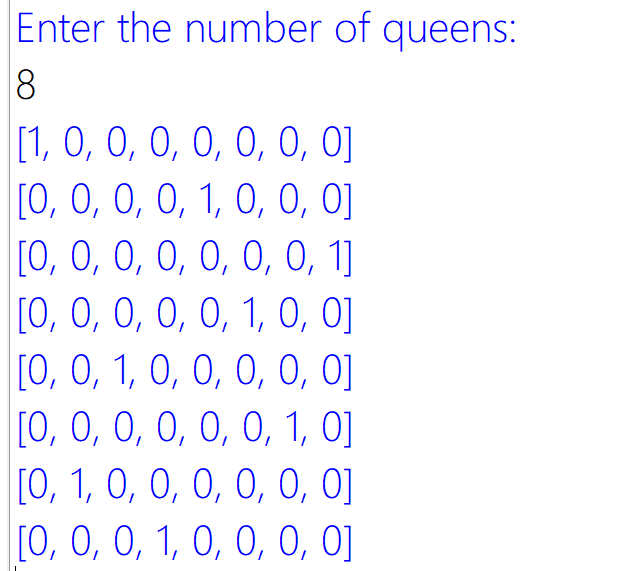 Enter the number of queens:
8
[1, 0, 0, 0, 0, 0, 0, 0]
[0, 0, 0, 0, 1, 0, 0, 0]
[0, 0, 0, 0, 0, 0, 0, 1]
[0, 0, 0, 0, 0, 1, 0, 0]
[0, 0, 1, 0, 0, 0, 0, 0]
[0, 0, 0, 0, 0, 0, 1, 0]
[0, 1, 0, 0, 0, 0, 0, 0]
[0, 0, 0, 1, 0, 0, 0, 0]